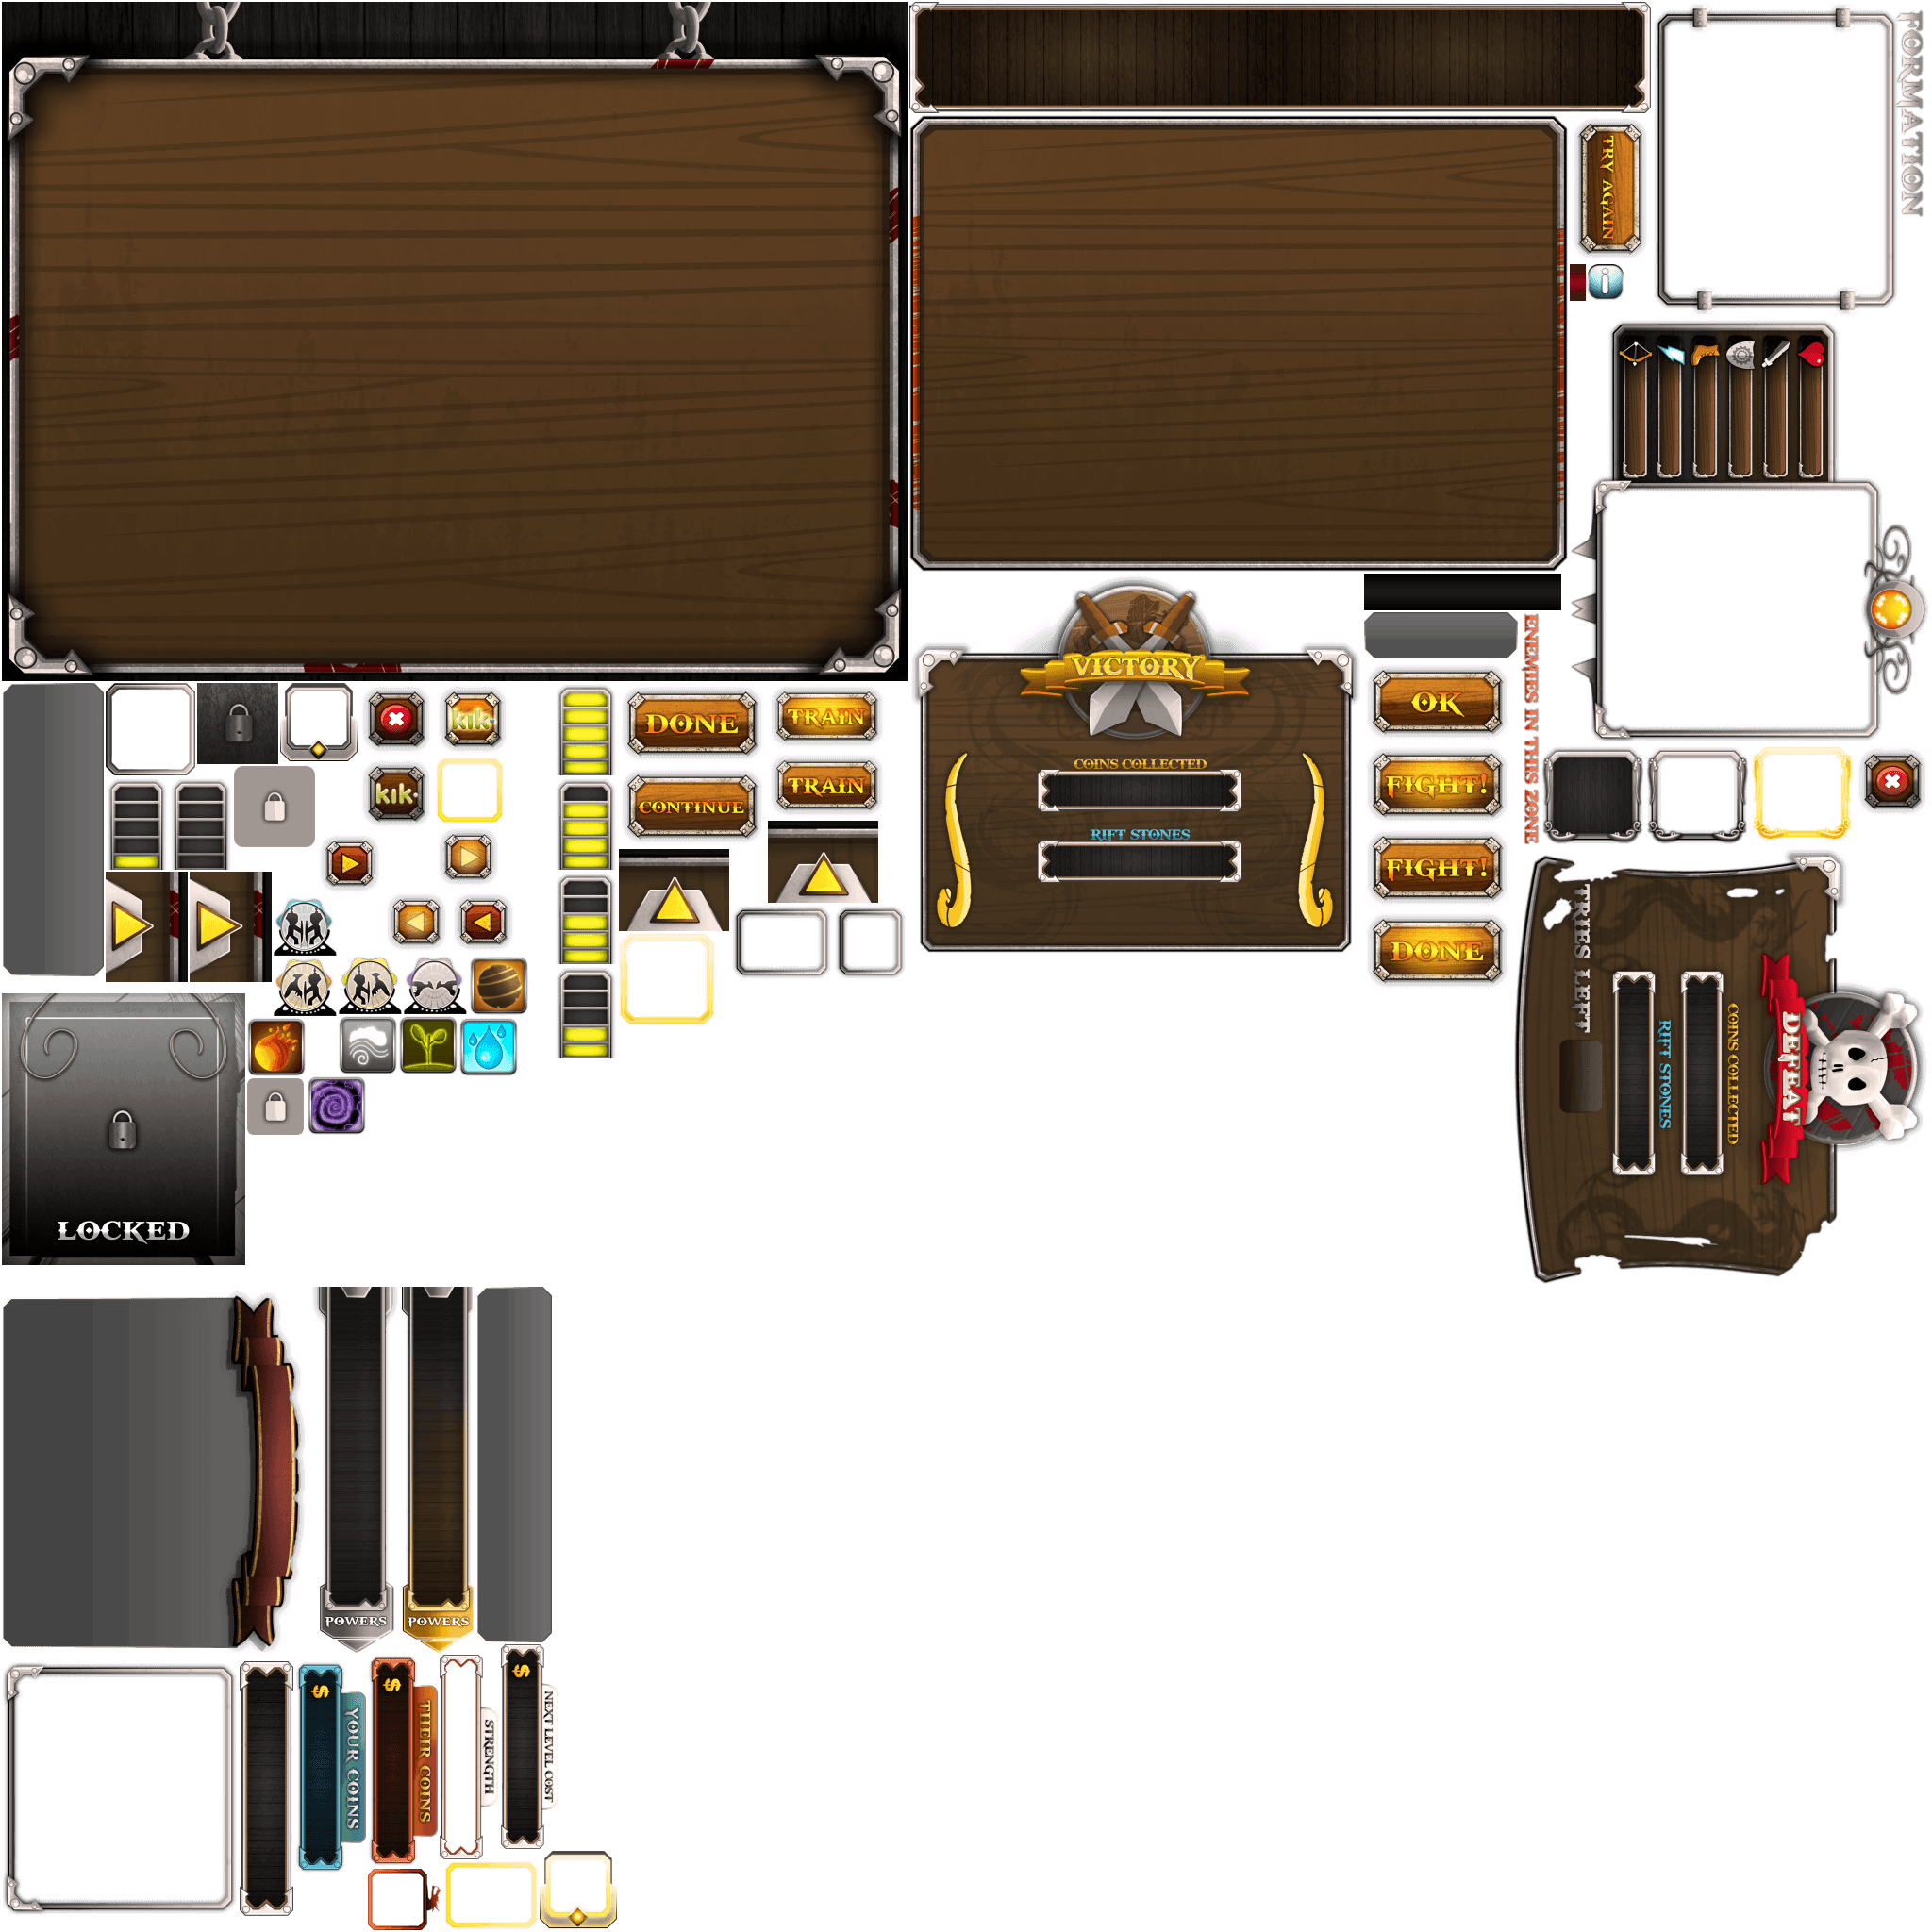 FORMATION
TRY AGAIN
VICTORY
COINS COLLECTED
RIFT STONES
ENEMIES IN THIS ZONE
OK
FIGHT!
FIGHT!
DONE
kik.
kik.
DONE
TRAIN
CONTINUE
TRAIN
TRIES LEFT
RIFT STONES
COINS COLLECTED
DEFEAT
LOCKED
POWERS
POWERS
$
YOUR COINS
$
THEIR COINS
STRENGTH
$
NEXT LEVEL COST